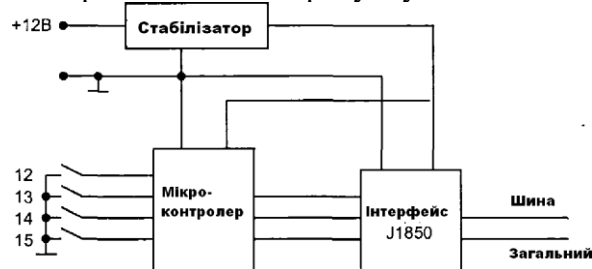 +12В
Стабілізатор
12
13
14
15
Мікро-
контролер
Інтерфейс
J1850
Шина
Загальний